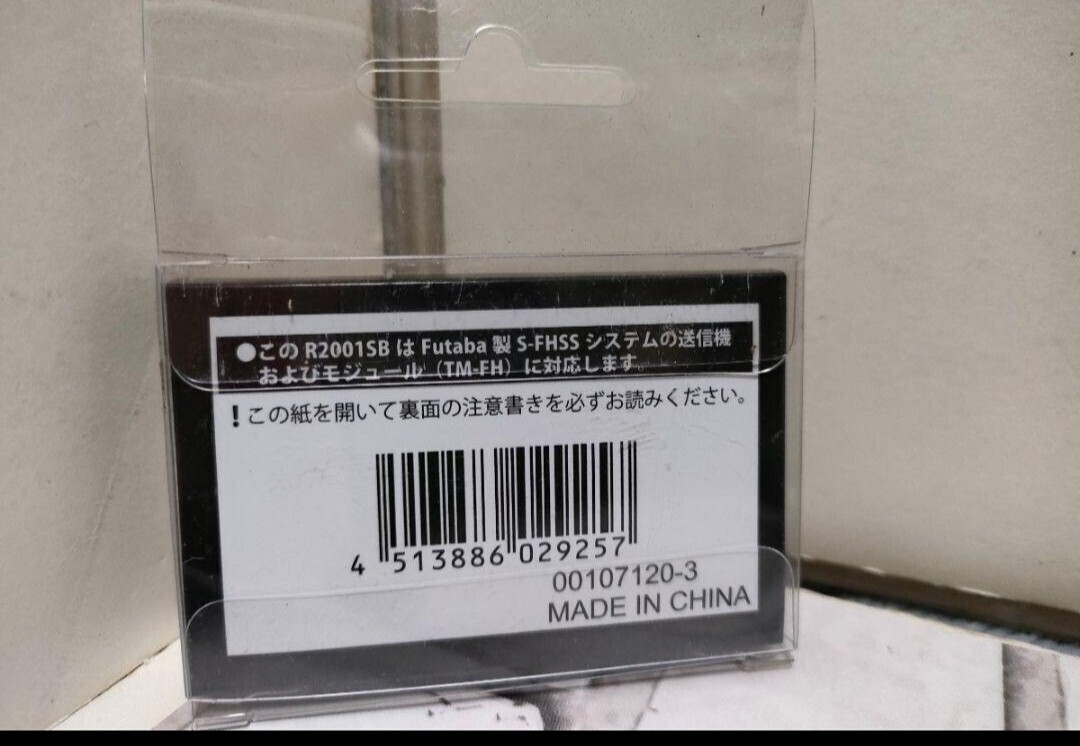 ●この R2001SB は Futaba 製 S-FHSS システムの送信機
およびモジュール（TM-FH）に対応します。
！この紙を開いて裏面の注意書きを必ずお読みください。
4 513886 029257
00107120-3
MADE IN CHINA